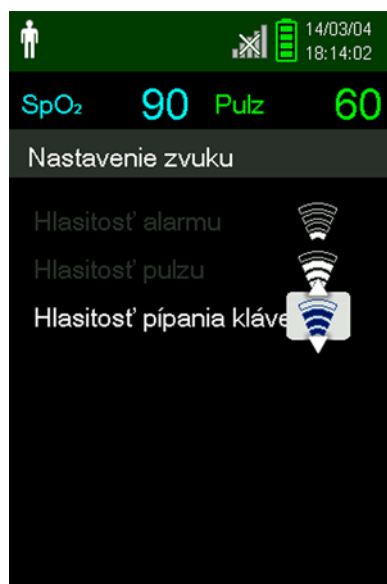 14/03/04
18:14:02
SpO₂ 90 Pulz 60
Nastavenie zvuku
Hlasitosť alarmu
Hlasitosť pulzu
Hlasitosť pípania kláve